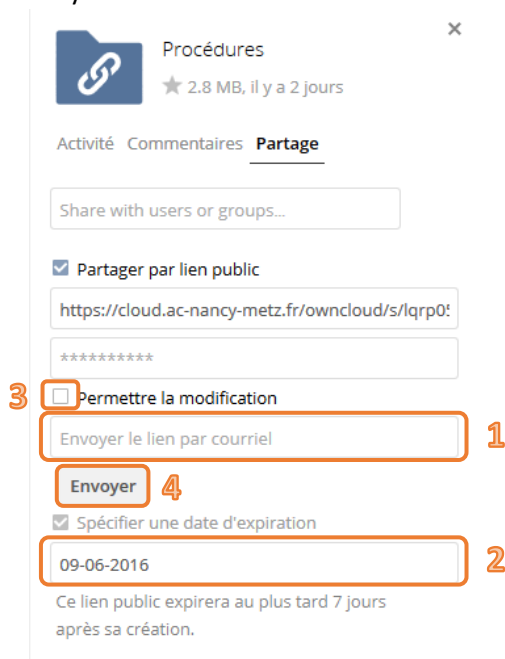 Procédures
×
★ 2.8 MB, il y a 2 jours
Activité Commentaires Partage
Share with users or groups...
Partager par lien public
https://cloud.ac-nancy-metz.fr/owncloud/s/lqrp05
**********
3 Permettre la modification
Envoyer le lien par courriel 1
Envoyer 4
Spécifier une date d'expiration
09-06-2016 2
Ce lien public expirera au plus tard 7 jours
après sa création.